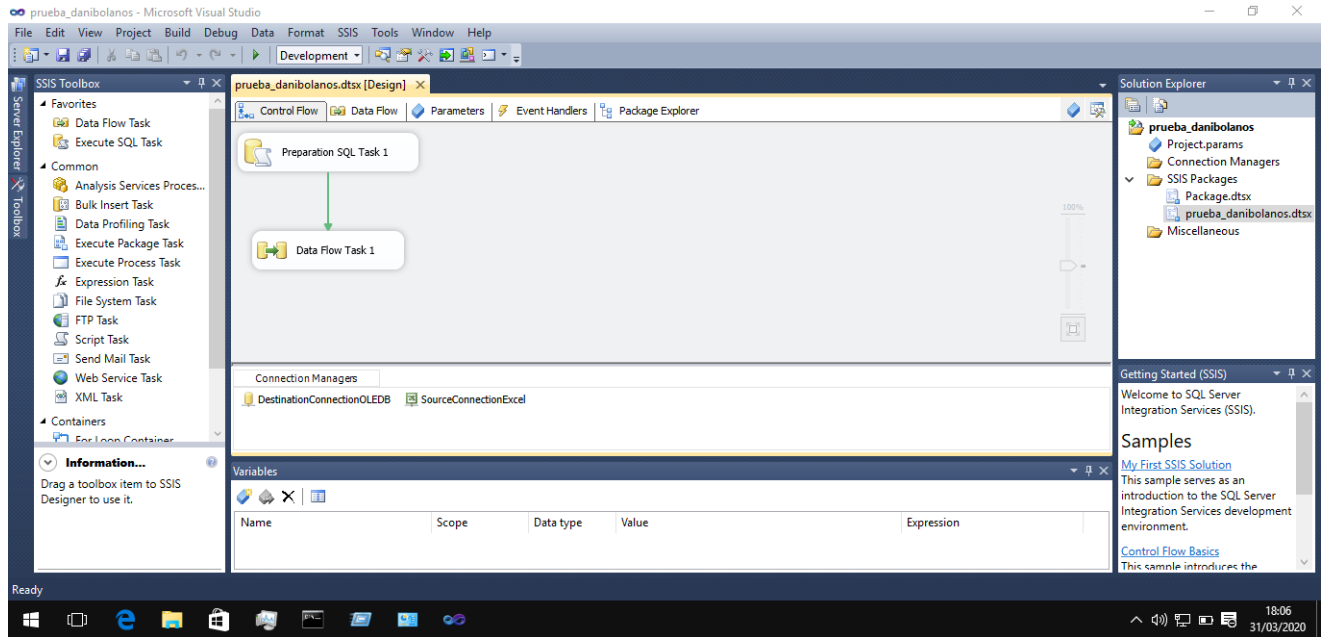 prueba_danibolanos - Microsoft Visual Studio
File Edit View Project Build Debug Data Format SSIS Tools Window Help
Development
Server Explorer
Toolbox
SSIS Toolbox
Favorites
Data Flow Task
Execute SQL Task
Common
Analysis Services Proces...
Bulk Insert Task
Data Profiling Task
Execute Package Task
Execute Process Task
Expression Task
File System Task
FTP Task
Script Task
Send Mail Task
Web Service Task
XML Task
Containers
For Loop Container
Information...
Drag a toolbox item to SSIS
Designer to use it.
prueba_danibolanos.dtsx [Design]
Control Flow Data Flow Parameters Event Handlers Package Explorer
Preparation SQL Task 1
Data Flow Task 1
100%
Connection Managers
DestinationConnectionOLEDB SourceConnectionExcel
Variables
Name Scope Data type Value Expression
Solution Explorer
prueba_danibolanos
Project.params
Connection Managers
SSIS Packages
Package.dtsx
prueba_danibolanos.dtsx
Miscellaneous
Getting Started (SSIS)
Welcome to SQL Server
Integration Services (SSIS).
Samples
My First SSIS Solution
This sample serves as an
introduction to the SQL Server
Integration Services development
environment.
Control Flow Basics
This sample introduces the
Ready
18:06
31/03/2020